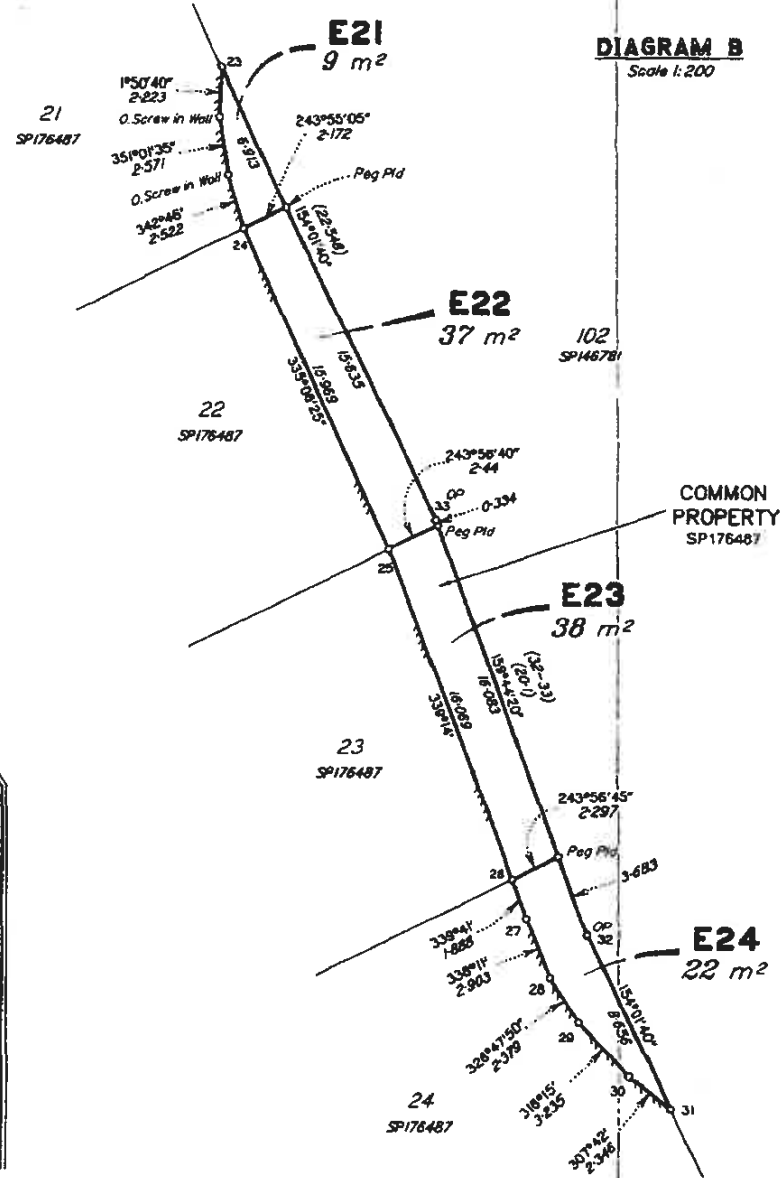 DIAGRAM B
Scale 1:200
23
E21
9 m²
1°50'40"
2·223
21
SP176487
O. Screw in Wall
243°55'05"
2·172
6·913
351°01'35"
2·571
Peg Pld
O. Screw in Wall
342°46'
2·522
24
(22·548)
154°01'40"
E22
37 m²
102
SP146781
15·635
16·969
335°06'25"
22
SP176487
243°56'40"
2·44
OP
33
0·334
Peg Pld
25
COMMON
PROPERTY
SP176487
E23
38 m²
(32-33)
(20·1)
159°44'20"
16·083
16·069
339°14'
23
SP176487
243°56'45"
2·297
Peg Pld
26
3·683
339°41'
1·888
27
OP
32
E24
22 m²
338°11'
2·903
28
154°01'40"
8·656
29
328°47'50"
2·379
30
318°15'
3·235
31
24
SP176487
307°42'
2·346